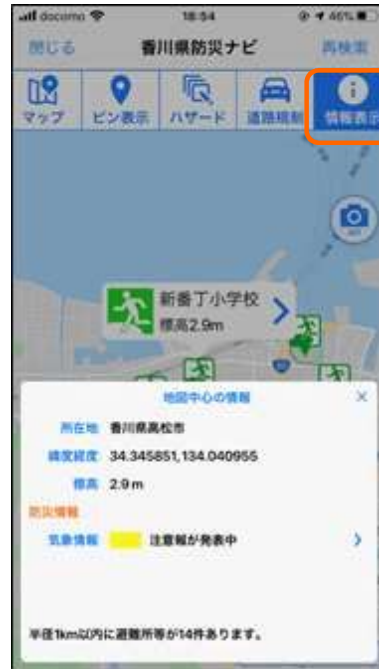 docomo 18:54 46%
閉じる 香川県防災ナビ 再検索
マップ ピン表示 ハザード 道路規制 情報表示
新番丁小学校
標高2.9m
地図中心の情報 ×
所在地 香川県高松市
緯度経度 34.345851,134.040955
標高 2.9 m
防災情報
気象情報 注意報が発表中
半径1km以内に避難所等が14件あります。